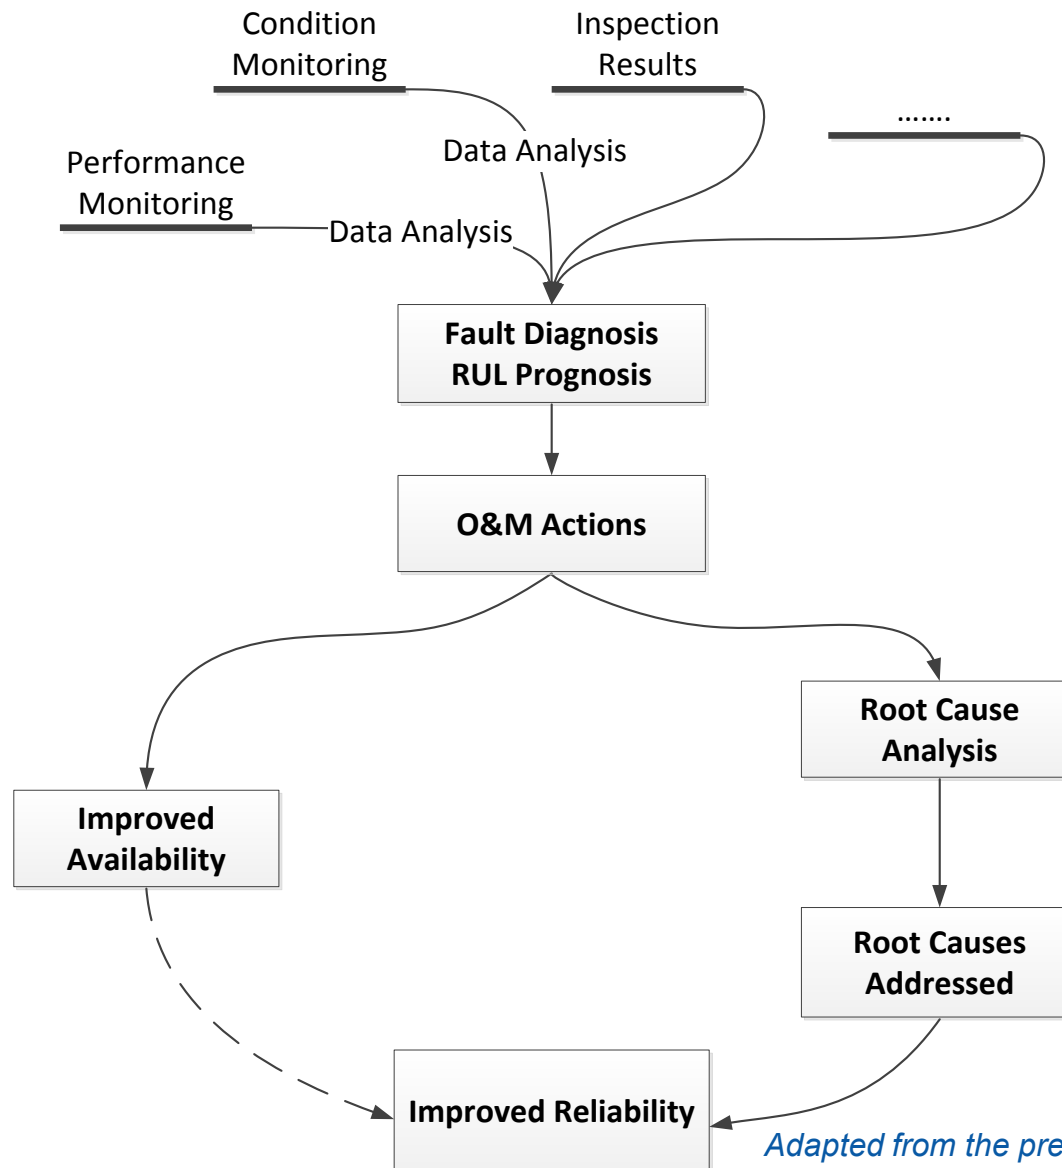 Condition
Monitoring
Inspection
Results
.......
Data Analysis
Performance
Monitoring
Data Analysis
Fault Diagnosis
RUL Prognosis
O&M Actions
Root Cause
Analysis
Improved
Availability
Root Causes
Addressed
Improved Reliability
Adapted from the pre